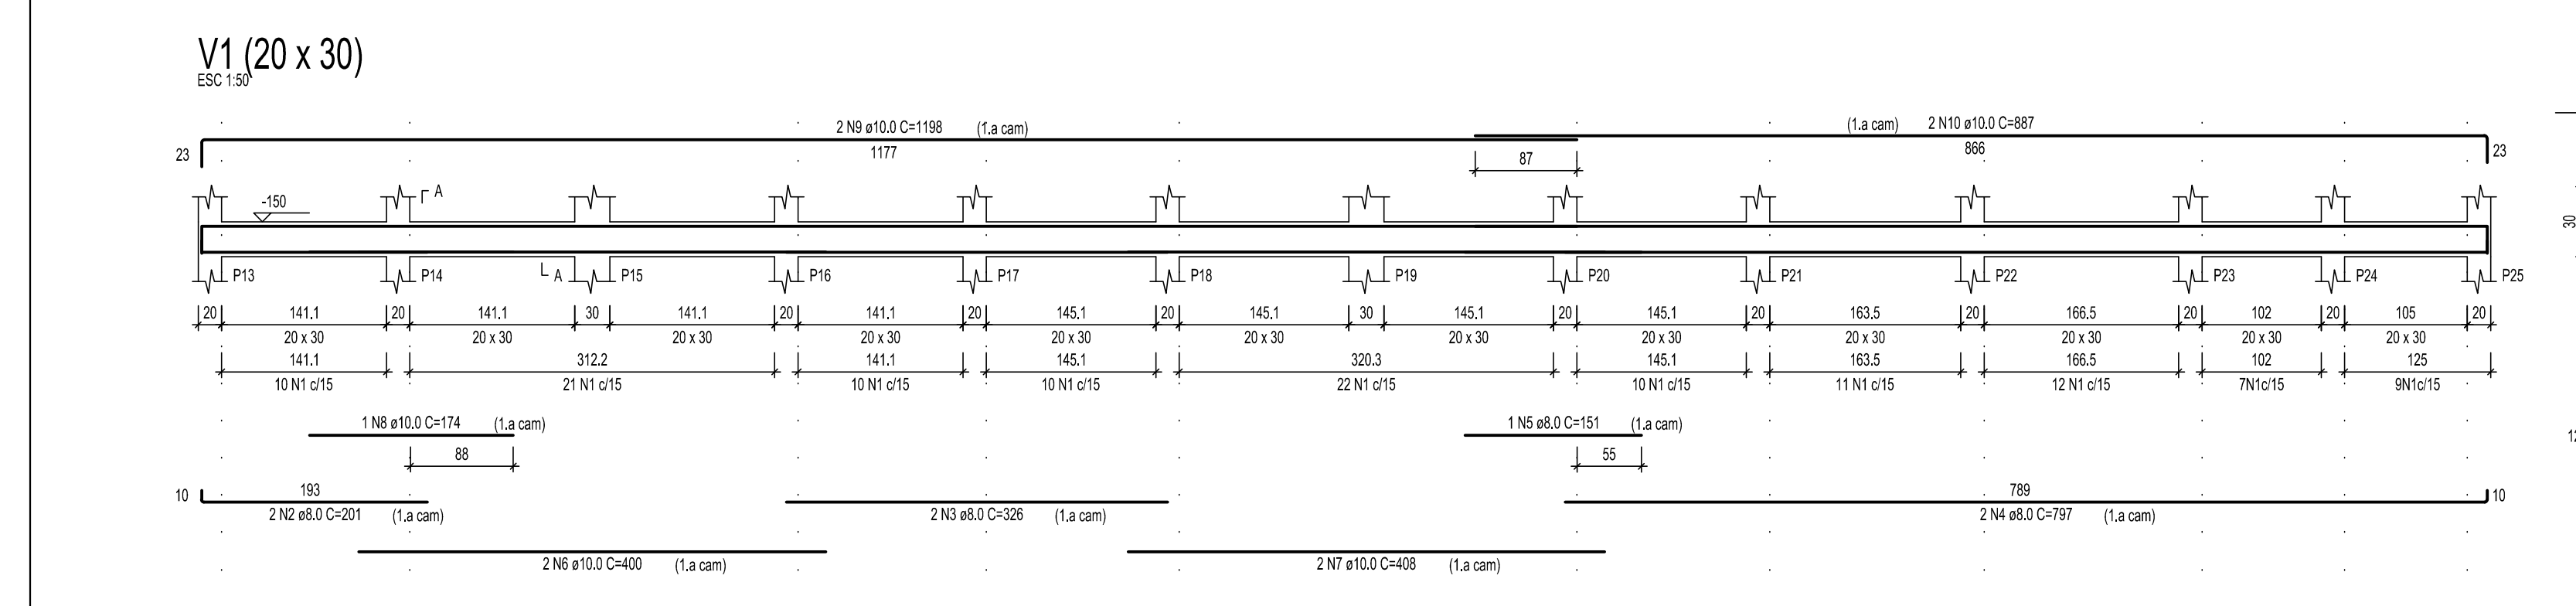 V1 (20 x 30)
ESC 1:50
2 N9 ø10.0 C=1198 (1.a cam)
(1.a cam) 2 N10 ø10.0 C=887
23 1177 87 866 23
-150 A
30
A
P13 P14 P15 P16 P17 P18 P19 P20 P21 P22 P23 P24 P25
20 141.1 20 141.1 30 141.1 20 141.1 20 145.1 20 145.1 30 145.1 20 145.1 20 163.5 20 166.5 20 102 20 105 20
20 x 30 20 x 30 20 x 30 20 x 30 20 x 30 20 x 30 20 x 30 20 x 30 20 x 30 20 x 30 20 x 30 20 x 30
141.1 312.2 141.1 145.1 320.3 145.1 163.5 166.5 102 125
10 N1 c/15 21 N1 c/15 10 N1 c/15 10 N1 c/15 22 N1 c/15 10 N1 c/15 11 N1 c/15 12 N1 c/15 7N1c/15 9N1c/15
1 N8 ø10.0 C=174 (1.a cam) 1 N5 ø8.0 C=151 (1.a cam)
88 55
10 193 789 10
2 N2 ø8.0 C=201 (1.a cam) 2 N3 ø8.0 C=326 (1.a cam) 2 N4 ø8.0 C=797 (1.a cam)
2 N6 ø10.0 C=400 (1.a cam) 2 N7 ø10.0 C=408 (1.a cam)